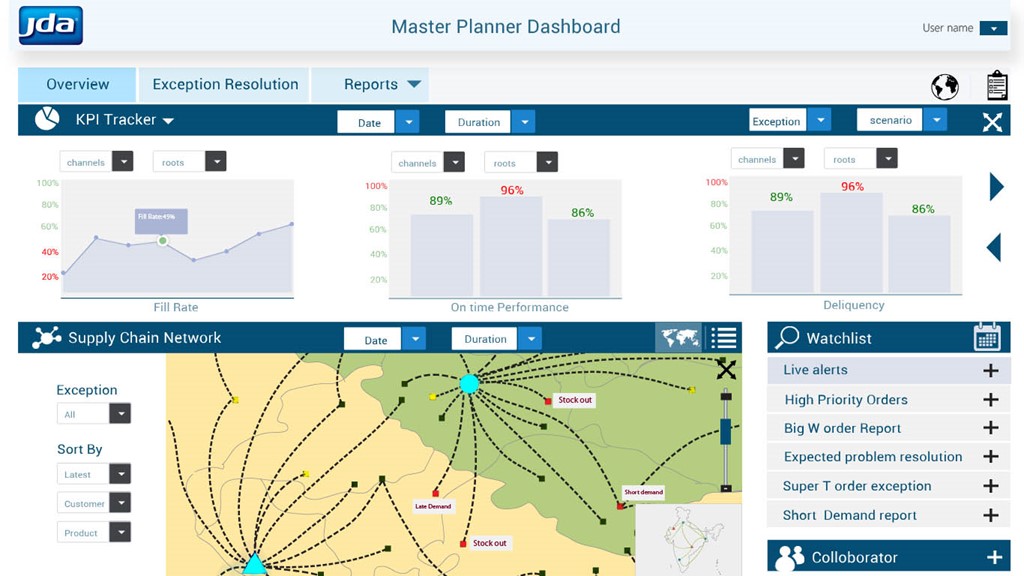 jda
Master Planner Dashboard
User name
Overview
Exception Resolution
Reports
KPI Tracker
Date
Duration
Exception
scenario
channels
roots
100%
80%
60%
40%
20%
Fill Rate 45%
Fill Rate
channels
roots
100%
80%
60%
40%
20%
89%
96%
86%
On time Performance
channels
roots
100%
80%
60%
40%
20%
89%
96%
86%
Deliquency
Supply Chain Network
Date
Duration
Exception
All
Sort By
Latest
Customer
Product
Stock out
Short demand
Late Demand
Stock out
Watchlist
Live alerts
High Priority Orders
Big W order Report
Expected problem resolution
Super T order exception
Short Demand report
Colloborator